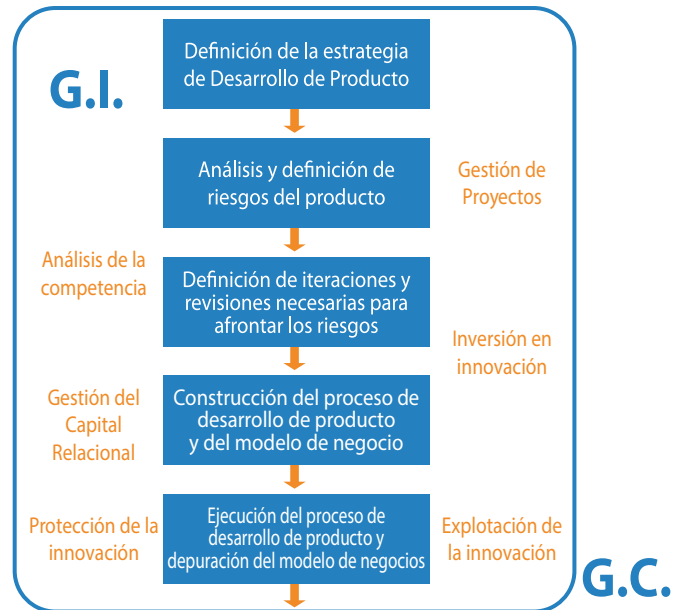 G.I.
Definición de la estrategia
de Desarrollo de Producto
Análisis y definición de
riesgos del producto
Gestión de
Proyectos
Análisis de la
competencia
Definición de iteraciones y
revisiones necesarias para
afrontar los riesgos
Inversión en
innovación
Gestión del
Capital
Relacional
Construcción del proceso de
desarrollo de producto
y del modelo de negocio
Protección de la
innovación
Ejecución del proceso de
desarrollo de producto y
depuración del modelo de negocios
Explotación de
la innovación
G.C.